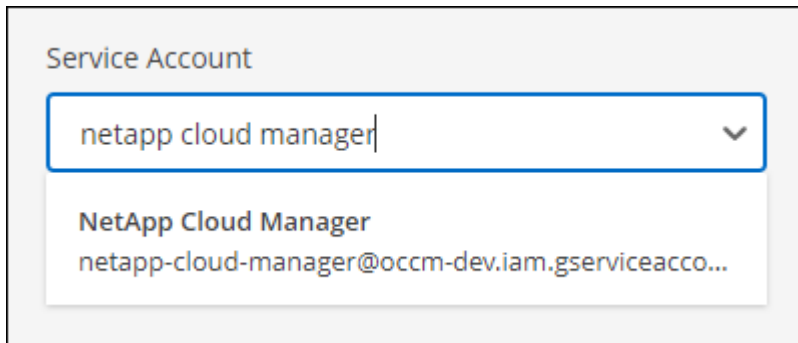 Service Account
netapp cloud manager
NetApp Cloud Manager
netapp-cloud-manager@occm-dev.iam.gserviceacco...